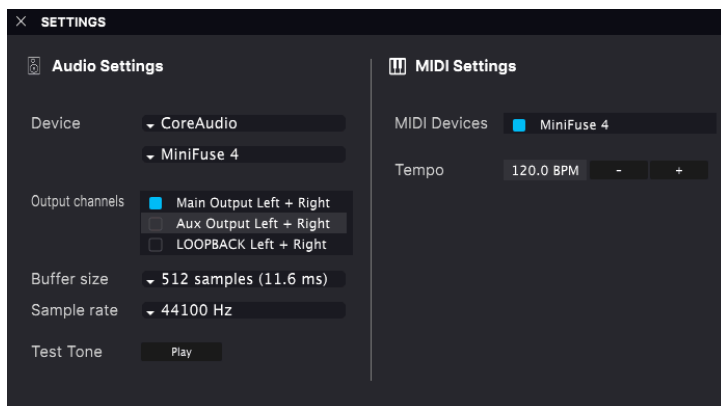 × SETTINGS
Audio Settings
Device
CoreAudio
MiniFuse 4
Output channels
Main Output Left + Right
Aux Output Left + Right
LOOPBACK Left + Right
Buffer size
512 samples (11.6 ms)
Sample rate
44100 Hz
Test Tone
Play
MIDI Settings
MIDI Devices
MiniFuse 4
Tempo
120.0 BPM - +